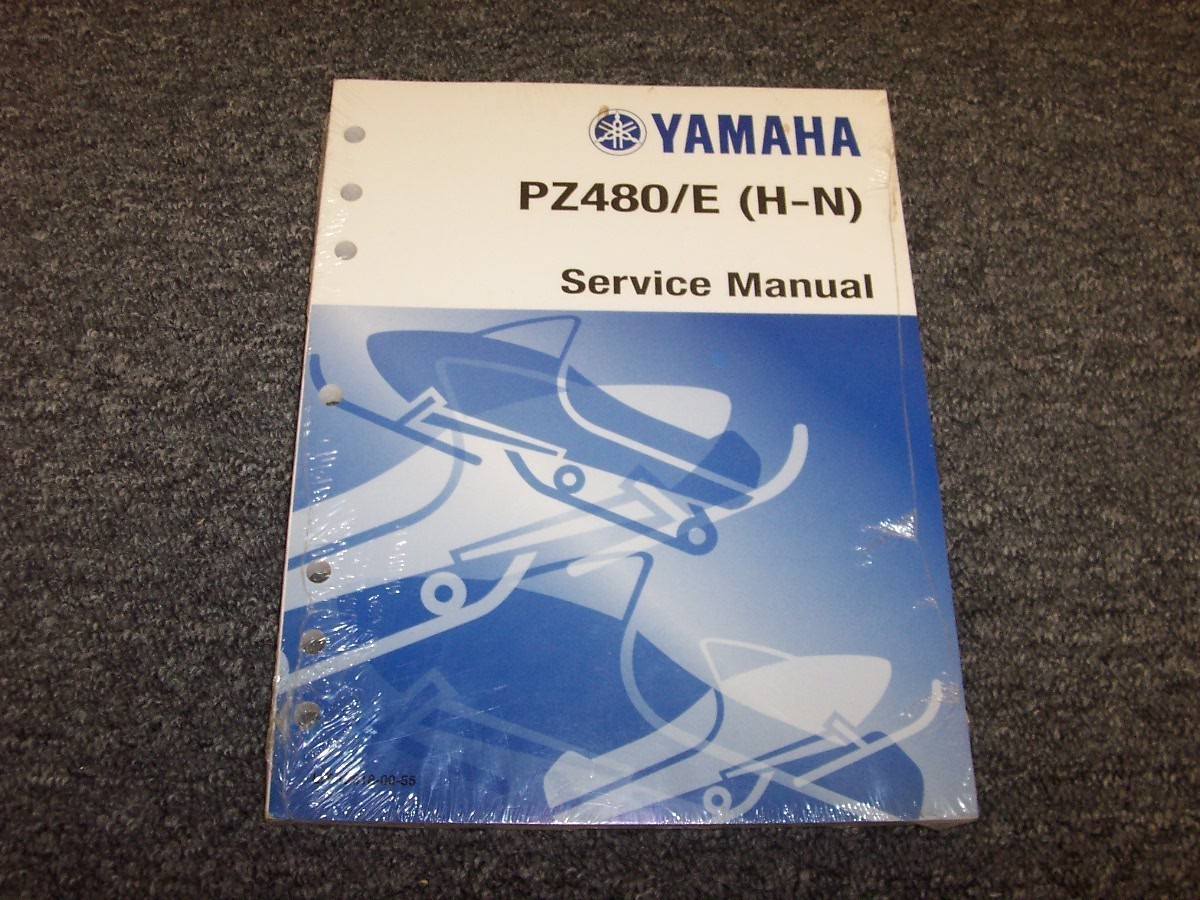 YAMAHA
PZ480/E (H-N)
Service Manual